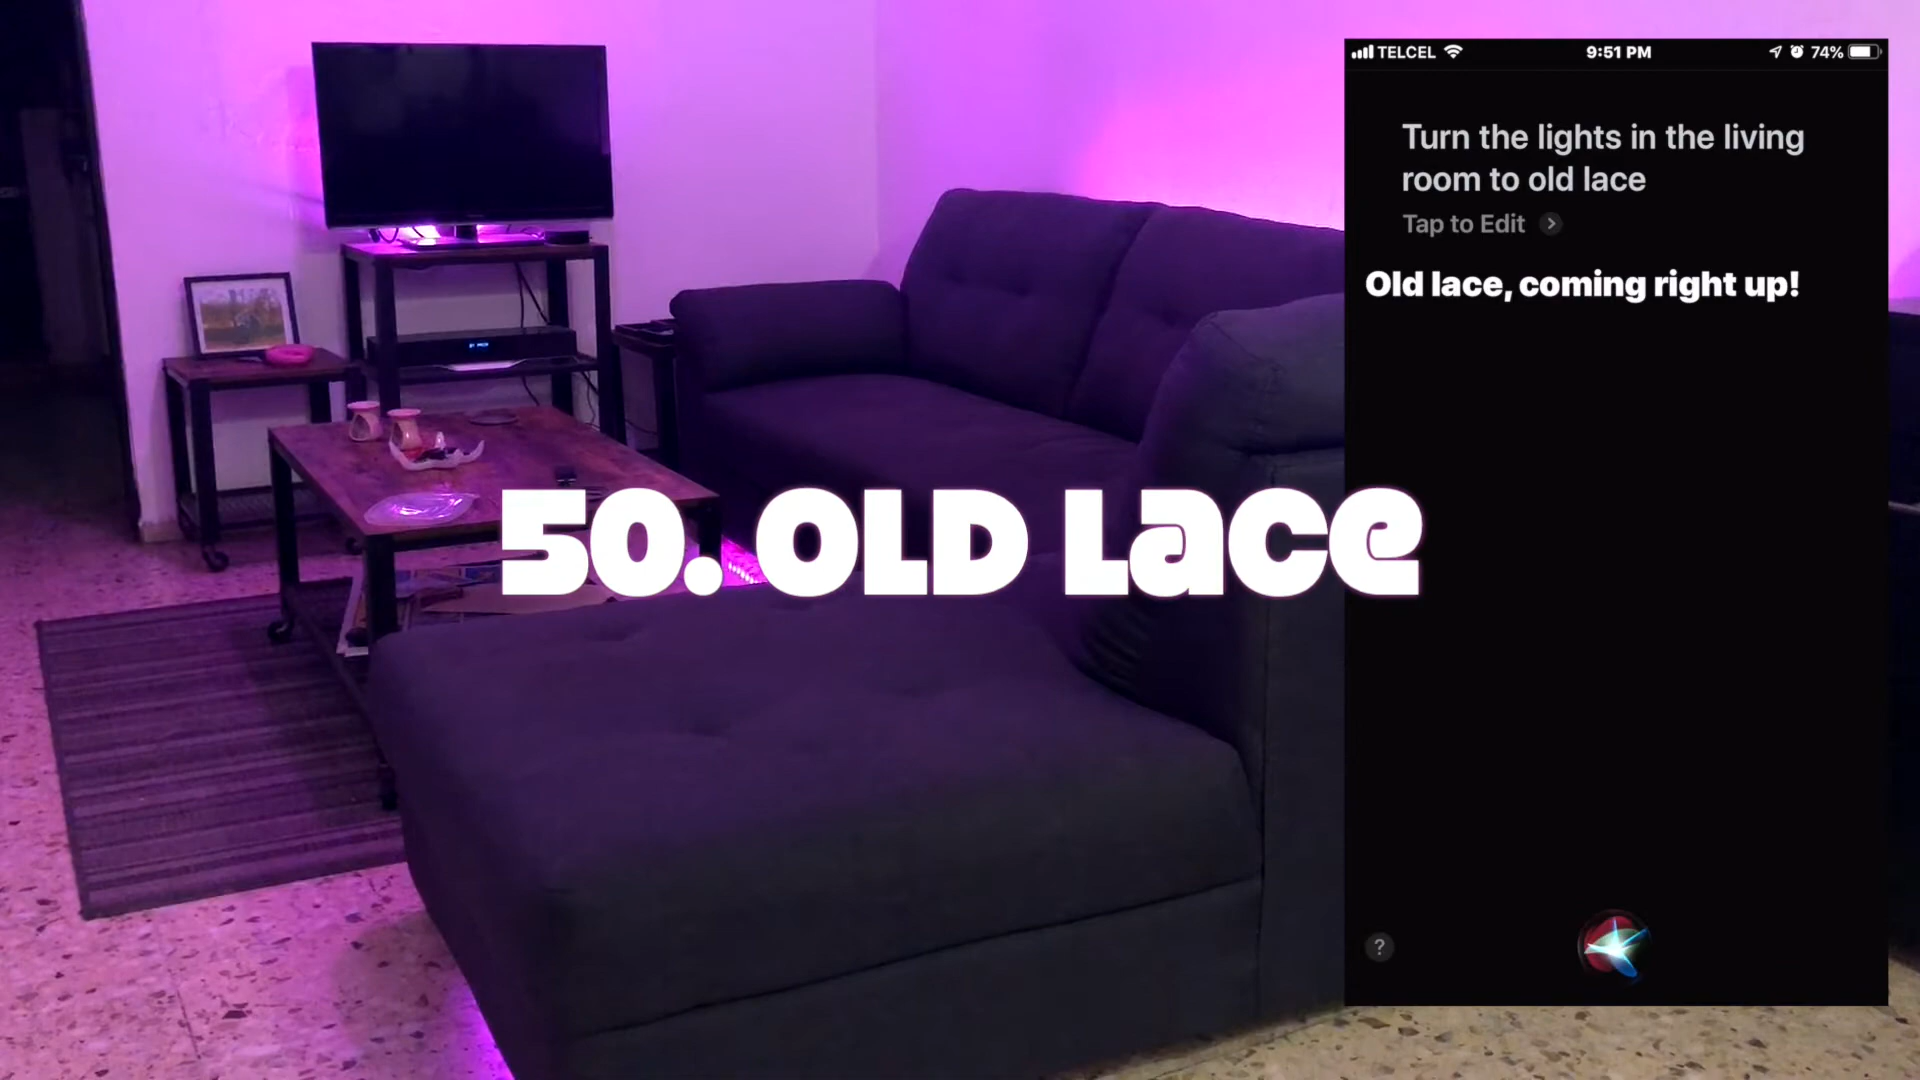 TELCEL 9:51 PM 74%
Turn the lights in the living
room to old lace
Tap to Edit
Old lace, coming right up!
50. OLD Lace
?